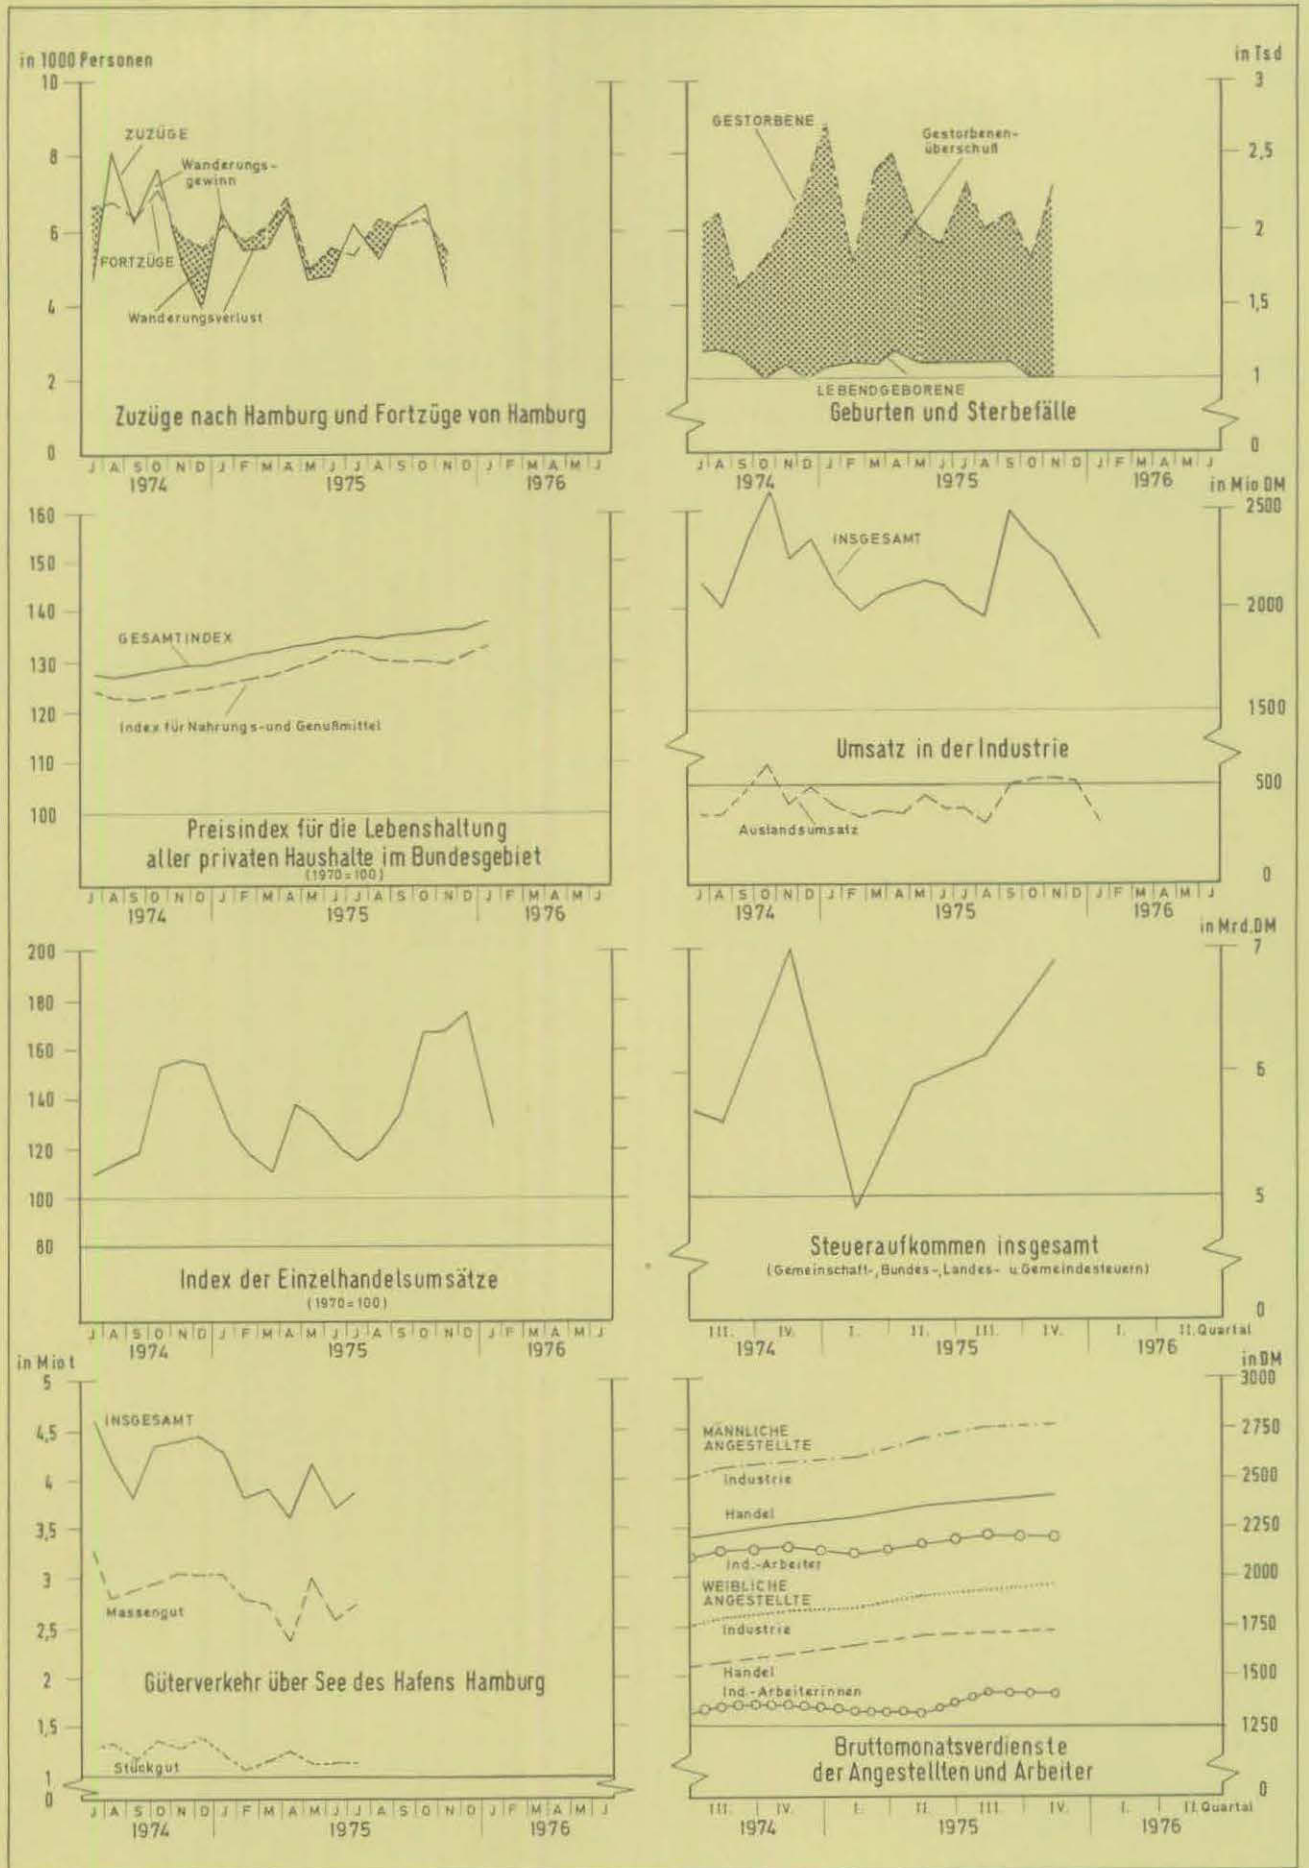 in 1000 Personen
10
8
6
4
2
0
ZUZÜGE
Wanderungs-
gewinn
FORTZÜGE
Wanderungsverlust
Zuzüge nach Hamburg und Fortzüge von Hamburg
J A S O N D J F M A M J J A S O N D J F M A M J
1974 1975 1976
in Tsd
3
2,5
2
1,5
1
0
GESTORBENE
Gestorbenen-
überschuß
LEBENDGEBORENE
Geburten und Sterbefälle
J A S O N D J F M A M J J A S O N D J F M A M J
1974 1975 1976
160
150
140
130
120
110
100
GESAMTINDEX
Index für Nahrungs-und Genußmittel
Preisindex für die Lebenshaltung
aller privaten Haushalte im Bundesgebiet
(1970=100)
J A S O N D J F M A M J J A S O N D J F M A M J
1974 1975 1976
in Mio DM
2500
2000
1500
500
0
INSGESAMT
Umsatz in der Industrie
Auslandsumsatz
J A S O N D J F M A M J J A S O N D J F M A M J
1974 1975 1976
200
180
160
140
120
100
80
Index der Einzelhandelsumsätze
(1970=100)
J A S O N D J F M A M J J A S O N D J F M A M J
1974 1975 1976
in Mrd.DM
7
6
5
0
Steueraufkommen insgesamt
(Gemeinschaft-,Bundes-,Landes- u.Gemeindesteuern)
III. IV. I. II. III. IV. I. II.Quartal
1974 1975 1976
in Mio t
5
4,5
4
3,5
3
2,5
2
1,5
1
0
INSGESAMT
Massengut
Güterverkehr über See des Hafens Hamburg
Stückgut
J A S O N D J F M A M J J A S O N D J F M A M J
1974 1975 1976
in DM
3000
2750
2500
2250
2000
1750
1500
1250
0
MÄNNLICHE
ANGESTELLTE
Industrie
Handel
Ind.-Arbeiter
WEIBLICHE
ANGESTELLTE
Industrie
Handel
Ind.-Arbeiterinnen
Bruttomonatsverdienste
der Angestellten und Arbeiter
III. IV. I. II. III. IV. I. II.Quartal
1974 1975 1976